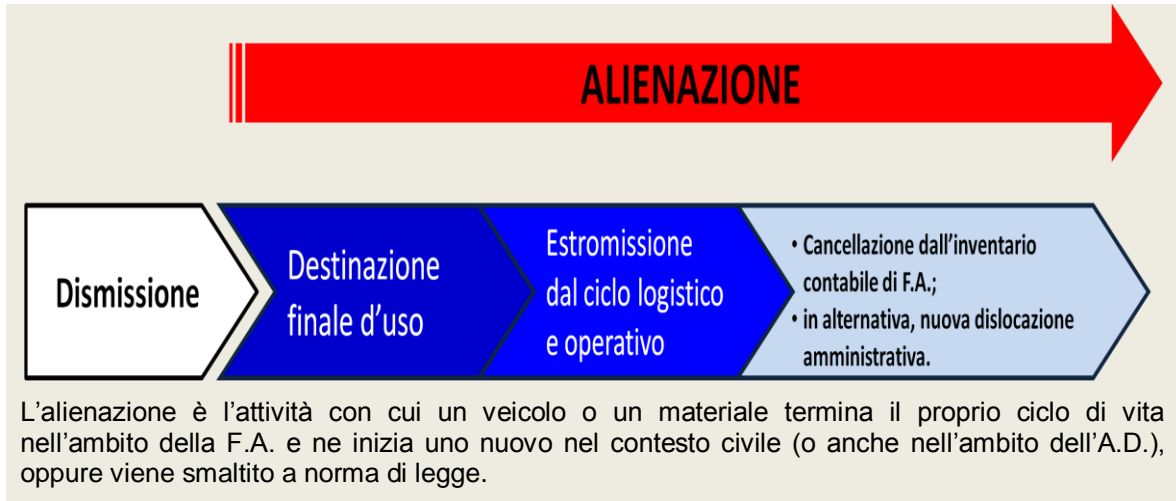 ALIENAZIONE
Dismissione
Destinazione
finale d'uso
Estromissione
dal ciclo logistico
e operativo
• Cancellazione dall'inventario
contabile di F.A.;
• in alternativa, nuova dislocazione
amministrativa.
L'alienazione è l'attività con cui un veicolo o un materiale termina il proprio ciclo di vita
nell'ambito della F.A. e ne inizia uno nuovo nel contesto civile (o anche nell'ambito dell'A.D.),
oppure viene smaltito a norma di legge.